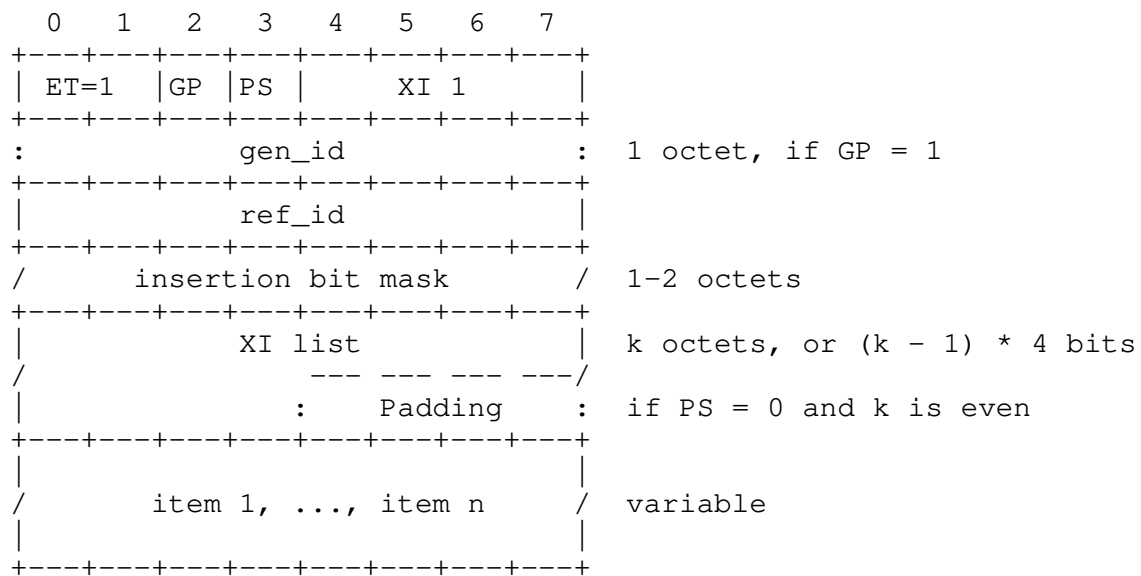 0   1   2   3   4   5   6   7
+---+---+---+---+---+---+---+---+
| ET=1  |GP |PS |     XI 1      |
+---+---+---+---+---+---+---+---+
:            gen_id             :  1 octet, if GP = 1
+---+---+---+---+---+---+---+---+
|            ref_id             |
+---+---+---+---+---+---+---+---+
/      insertion bit mask       /  1-2 octets
+---+---+---+---+---+---+---+---+
|            XI list            |  k octets, or (k - 1) * 4 bits
/                --- --- --- ---/
|               :   Padding     :  if PS = 0 and k is even
+---+---+---+---+---+---+---+---+
|                               |
/       item 1, ..., item n     /  variable
|                               |
+---+---+---+---+---+---+---+---+